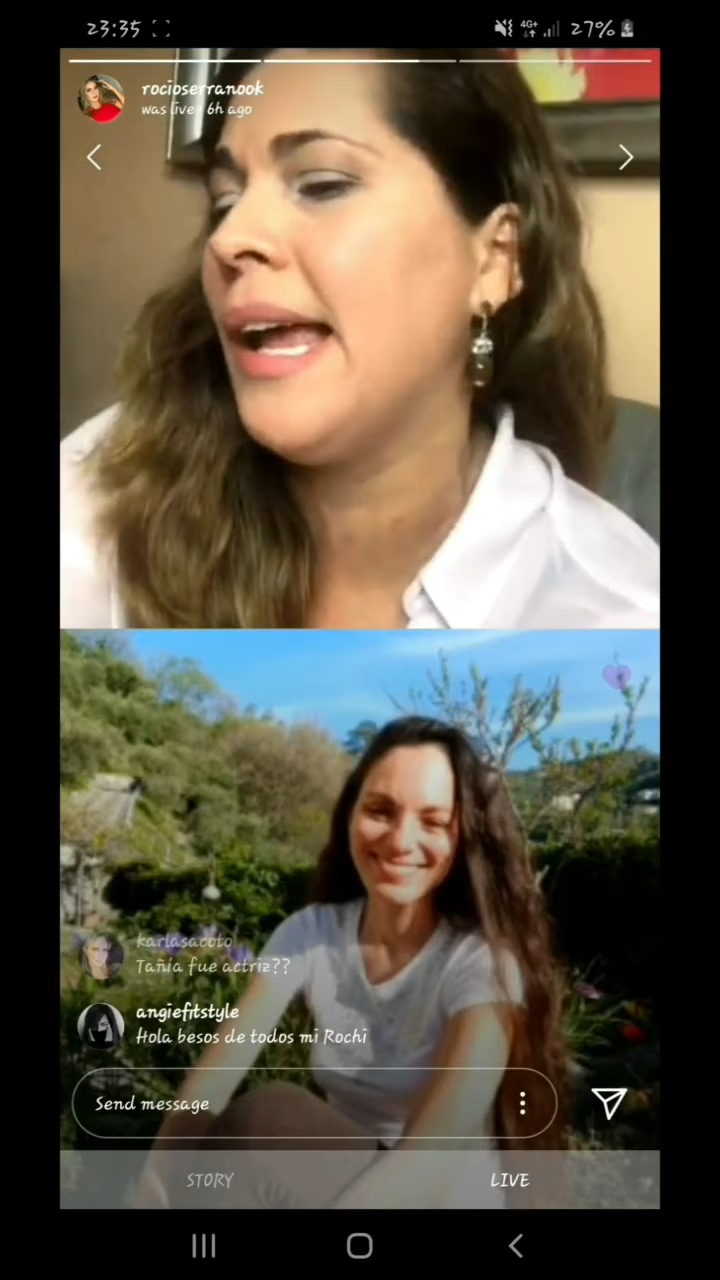 23:35
4G+
27%
rocioserranook
was live • 6h ago
karlasacoto
Tañia fue actriz??
angiefitstyle
Hola besos de todos mi Rochi
Send message
STORY
LIVE